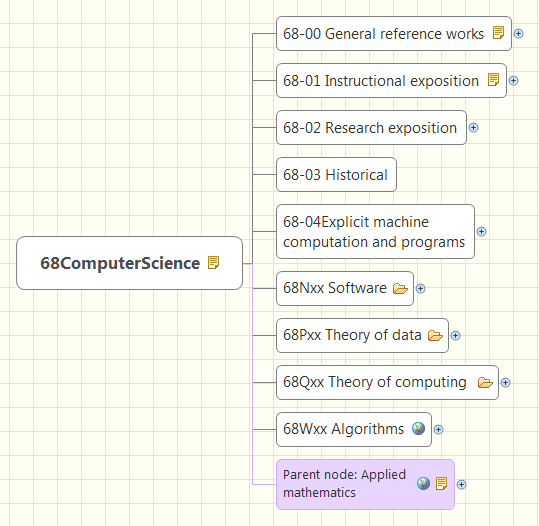 68-00 General reference works
68-01 Instructional exposition
68-02 Research exposition
68-03 Historical
68-04Explicit machine
computation and programs
68ComputerScience
68Nxx Software
68Pxx Theory of data
68Qxx Theory of computing
68Wxx Algorithms
Parent node: Applied
mathematics